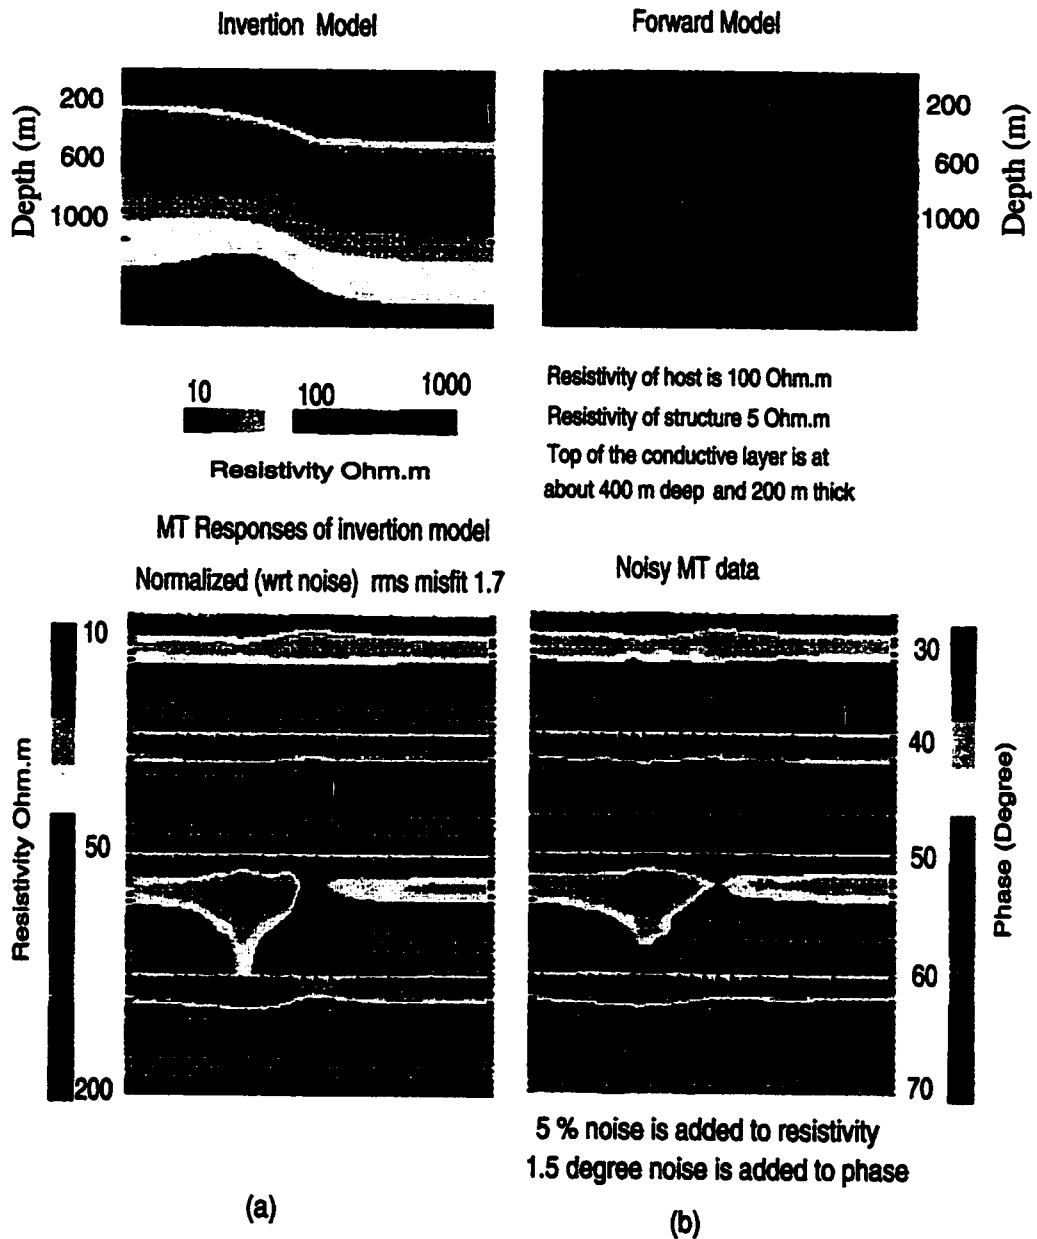 Invertion Model
Forward Model
Depth (m)
200
600
1000
200
600
1000
Depth (m)
10
100
1000
Resistivity Ohm.m
Resistivity of host is 100 Ohm.m
Resistivity of structure 5 Ohm.m
Top of the conductive layer is at
about 400 m deep and 200 m thick
MT Responses of invertion model
Normalized (wrt noise) rms misfit 1.7
Noisy MT data
Resistivity Ohm.m
10
50
200
30
40
50
60
70
Phase (Degree)
5 % noise is added to resistivity
1.5 degree noise is added to phase
(a)
(b)